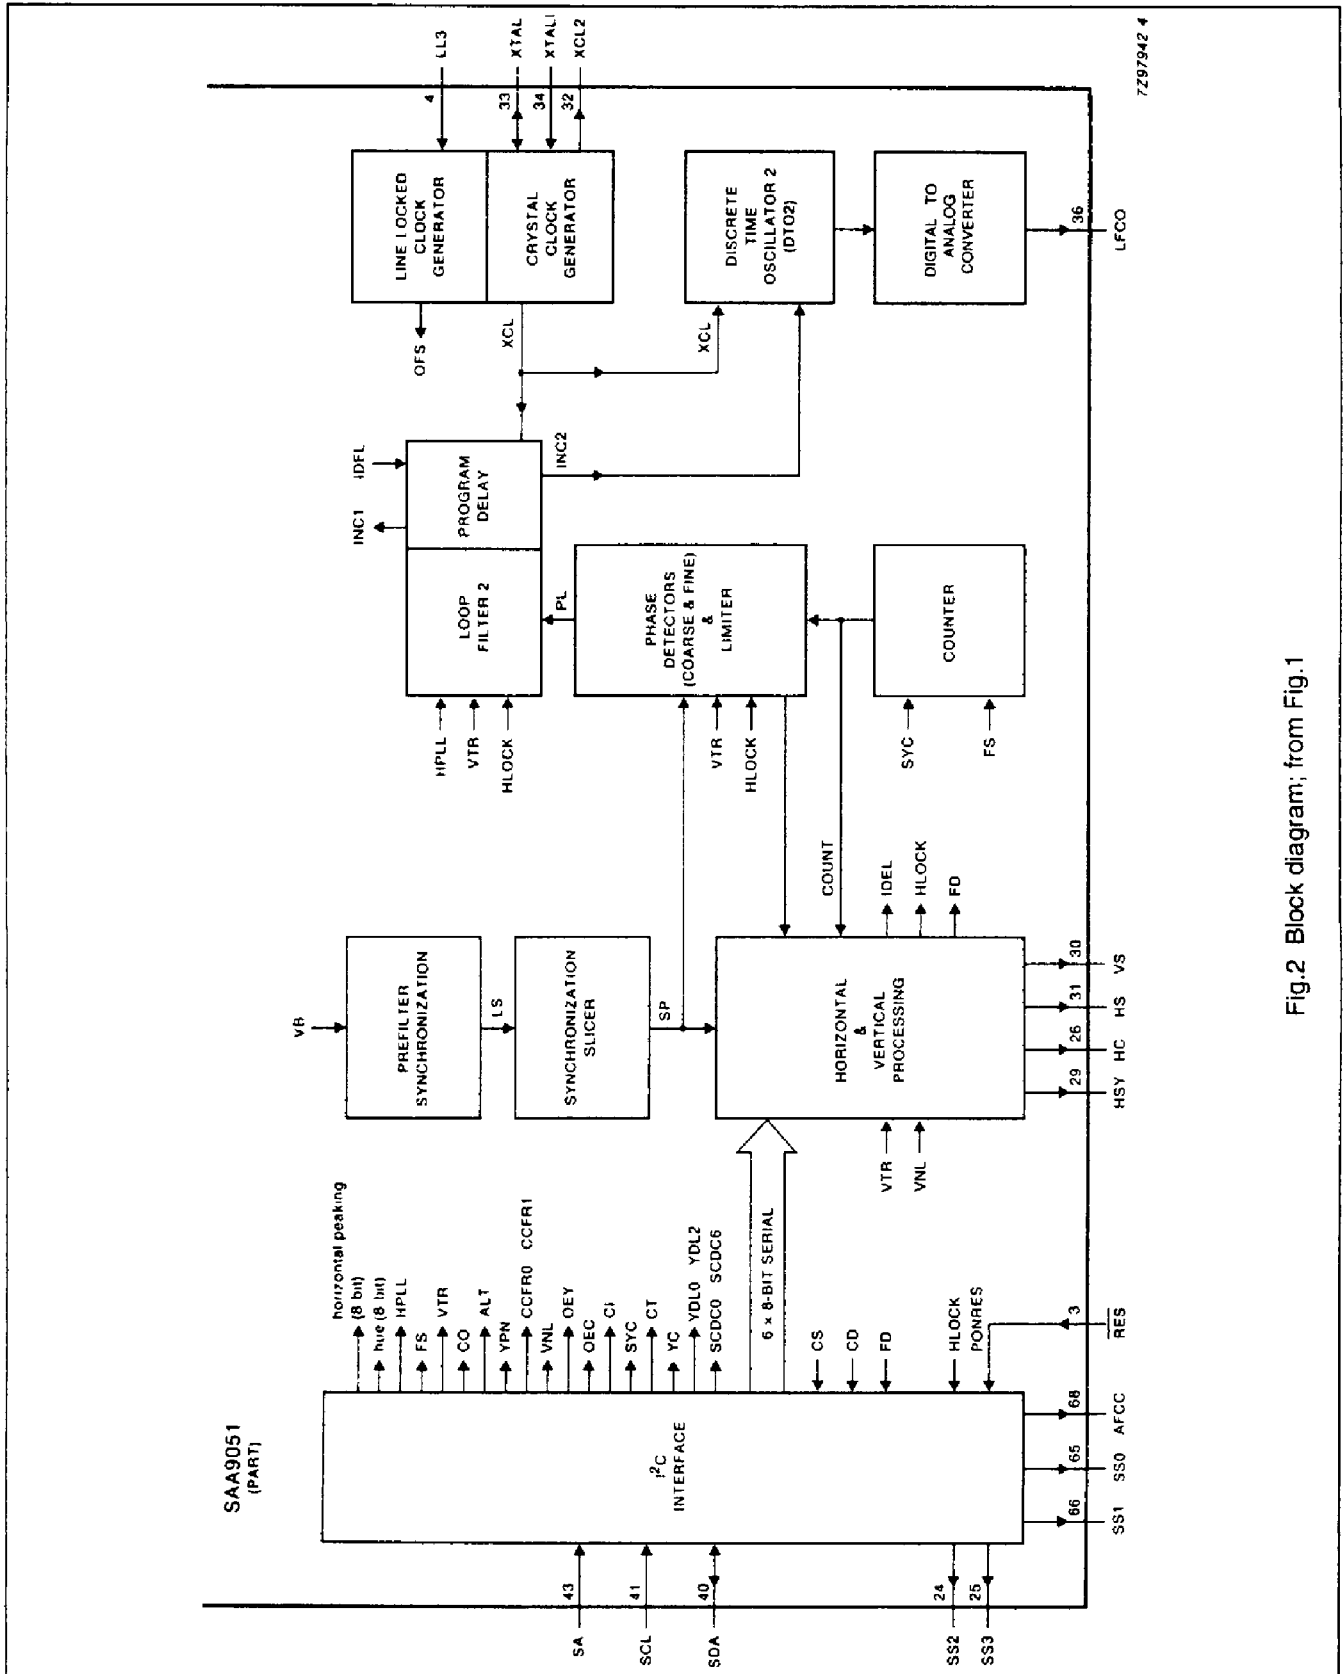 SAA9051
(PART)
SA
43
SCL
41
SDA
40
SS2
24
SS3
25
I²C
INTERFACE
SS1
66
SS0
65
AFCC
68
RES
3
horizontal peaking
(8 bit)
hue (8 bit)
HPLL
FS
VTR
CO
ALT
YPN
CCFR0 CCFR1
VNL
OEY
OEC
CI
SYC
CT
YC
YDL0 YDL2
SCDC0 SCDC6
6 x 8-BIT SERIAL
CS
CD
FD
HLOCK
PONRES
VB
PREFILTER
SYNCHRONIZATION
LS
SYNCHRONIZATION
SLICER
SP
HORIZONTAL
&
VERTICAL
PROCESSING
VTR
VNL
HSY
29
HC
26
HS
31
VS
30
IDEL
HLOCK
FD
COUNT
HPLL
VTR
HLOCK
LOOP
FILTER 2
PROGRAM
DELAY
INC1
IDEL
INC2
PL
PHASE
DETECTORS
(COARSE & FINE)
&
LIMITER
VTR
HLOCK
COUNTER
SYC
FS
OFS
XCL
LINE LOCKED
CLOCK
GENERATOR
CRYSTAL
CLOCK
GENERATOR
4
LL3
33
XTAL
34
XTALI
32
XCL2
XCL
DISCRETE
TIME
OSCILLATOR 2
(DTO2)
DIGITAL TO
ANALOG
CONVERTER
36
LFCO
7Z97942 4
Fig.2 Block diagram; from Fig.1